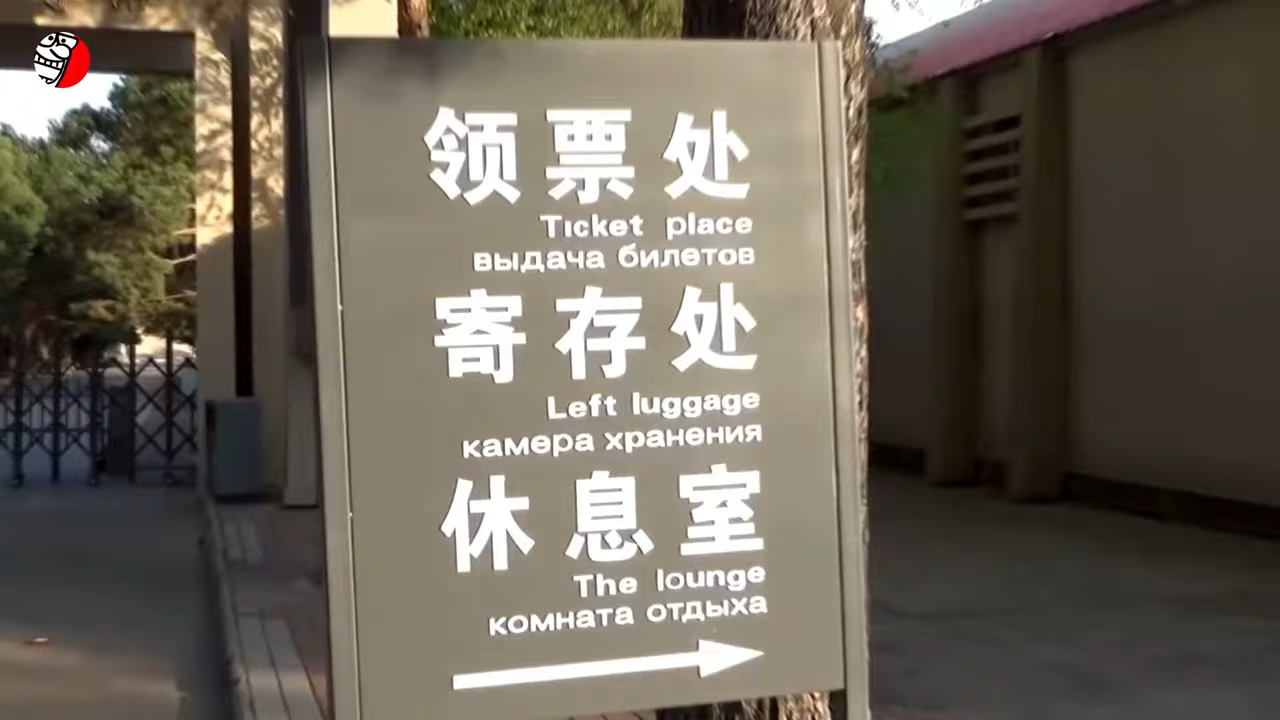 领票处
Ticket place
выдача билетов
寄存处
Left luggage
камера хранения
休息室
The lounge
комната отдыха